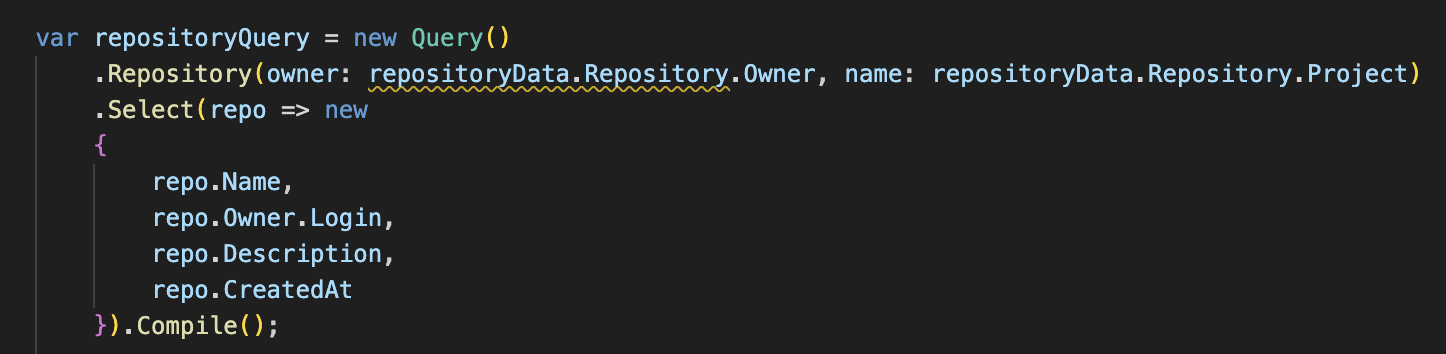 var repositoryQuery = new Query()
    .Repository(owner: repositoryData.Repository.Owner, name: repositoryData.Repository.Project)
    .Select(repo => new
    {
        repo.Name,
        repo.Owner.Login,
        repo.Description,
        repo.CreatedAt
    }).Compile();